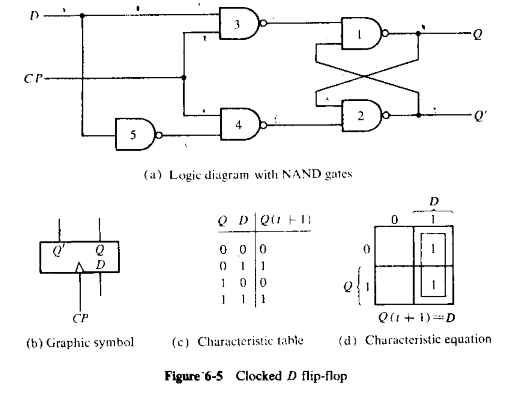 D
3
1
Q
CP
4
2
Q'
5
(a) Logic diagram with NAND gates
Q' Q
D
CP
(b) Graphic symbol
Q D Q(t + 1)
0 0 0
0 1 1
1 0 0
1 1 1
(c) Characteristic table
D
0 1
0 1
Q 1 1
Q(t + 1) = D
(d) Characteristic equation
Figure 6-5 Clocked D flip-flop